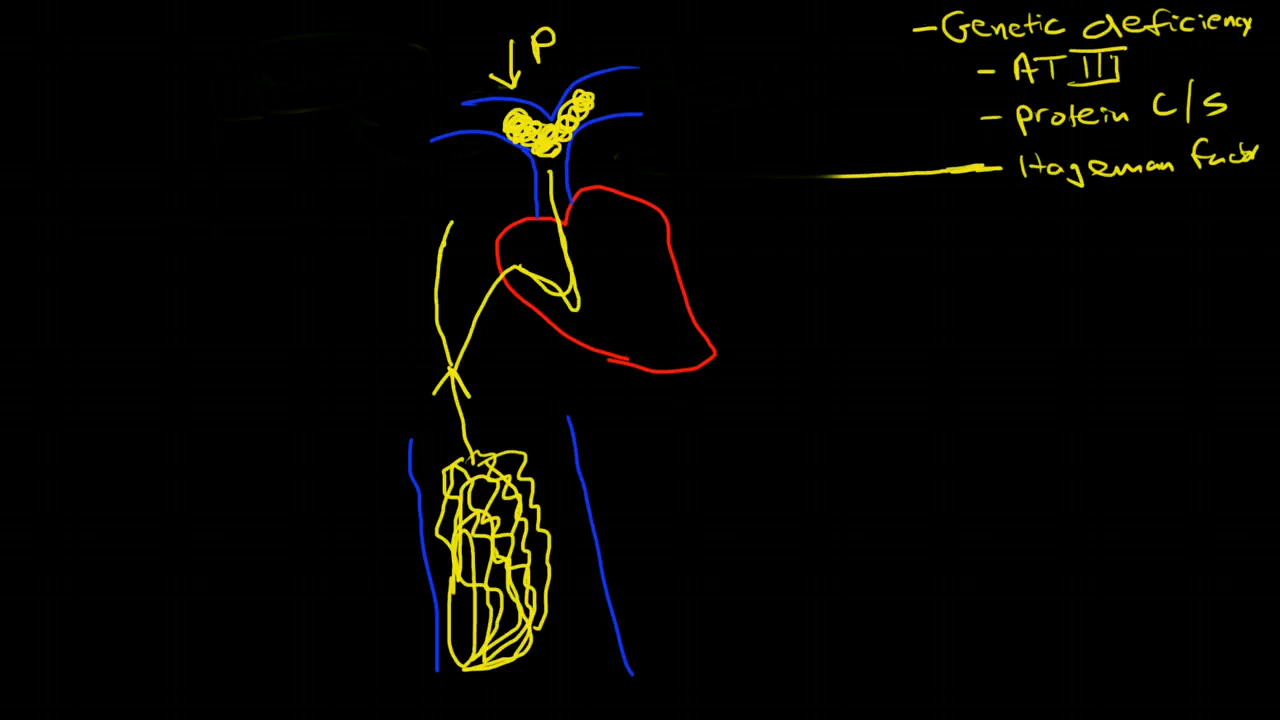 P
- Genetic deficiency
- AT III
- protein C/S
- Hageman factor